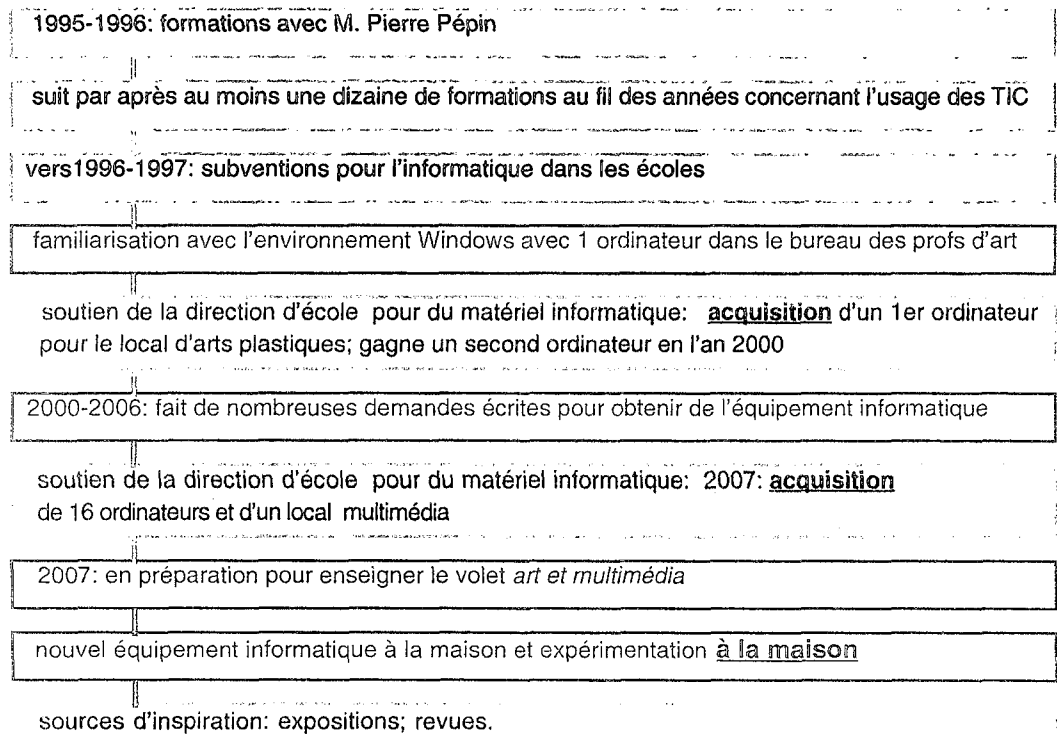 1995-1996: formations avec M. Pierre Pépin
suit par après au moins une dizaine de formations au fil des années concernant l'usage des TIC
vers1996-1997: subventions pour l'informatique dans les écoles
familiarisation avec l'environnement Windows avec 1 ordinateur dans le bureau des profs d'art
soutien de la direction d'école pour du matériel informatique: acquisition d'un 1er ordinateur
pour le local d'arts plastiques; gagne un second ordinateur en l'an 2000
2000-2006: fait de nombreuses demandes écrites pour obtenir de l'équipement informatique
soutien de la direction d'école pour du matériel informatique: 2007: acquisition
de 16 ordinateurs et d'un local multimédia
2007: en préparation pour enseigner le volet art et multimédia
nouvel équipement informatique à la maison et expérimentation à la maison
sources d'inspiration: expositions; revues.